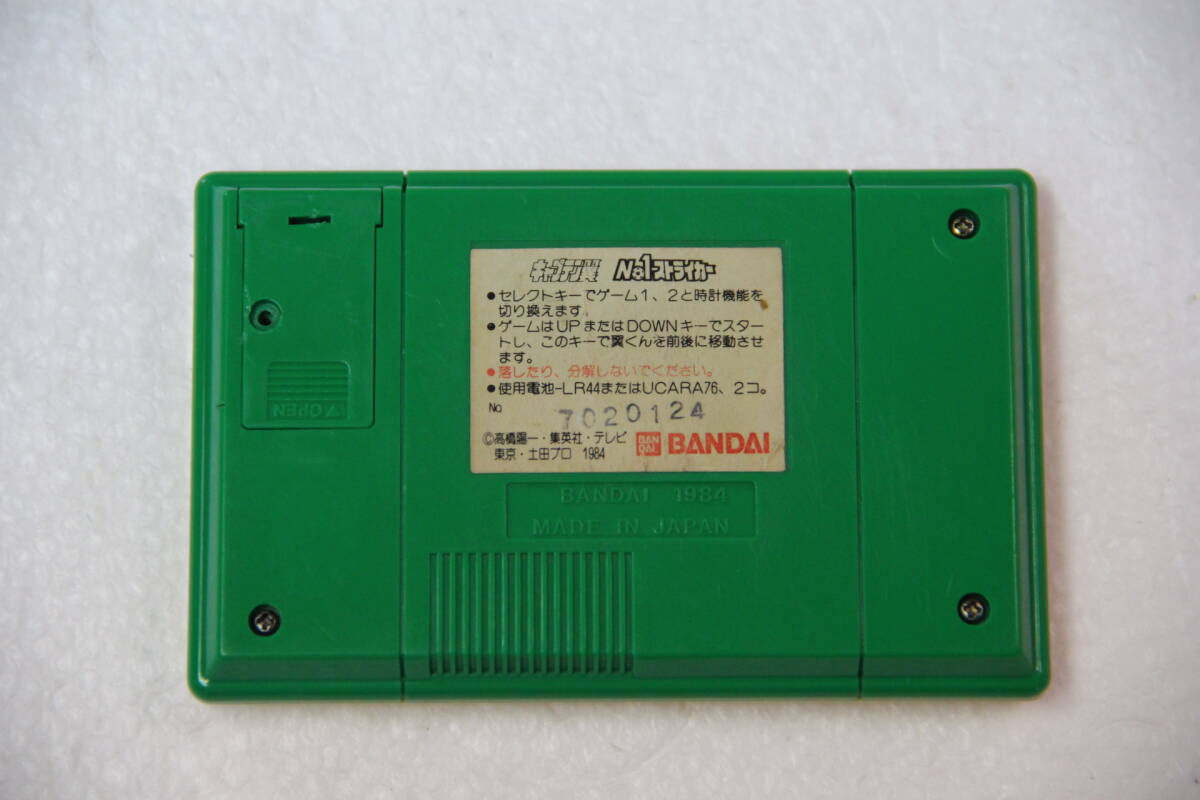 キャプテン翼 No.1ストライカー
●セレクトキーでゲーム1、2と時計機能を
切り換えます。
●ゲームはUPまたはDOWNキーでスター
トし、このキーで翼くんを前後に移動させ
ます。
●落したり、分解しないでください。
●使用電池-LR44またはUCARA76、2コ。
No. 7020124
©高橋陽一・集英社・テレビ
東京・土田プロ 1984
BAN
DAI
BANDAI
BANDAI 1984
MADE IN JAPAN
▽OPEN